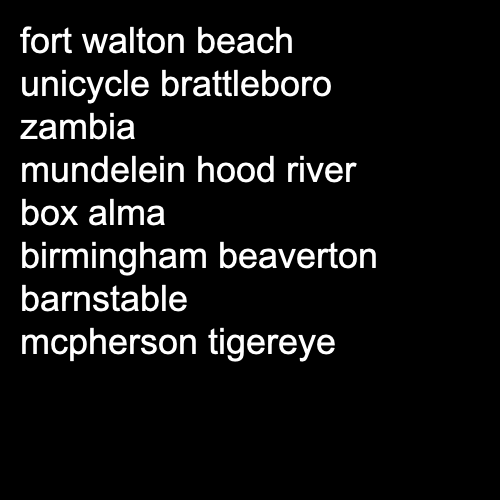 fort walton beach
unicycle brattleboro
zambia
mundelein hood river
box alma
birmingham beaverton
barnstable
mcpherson tigereye